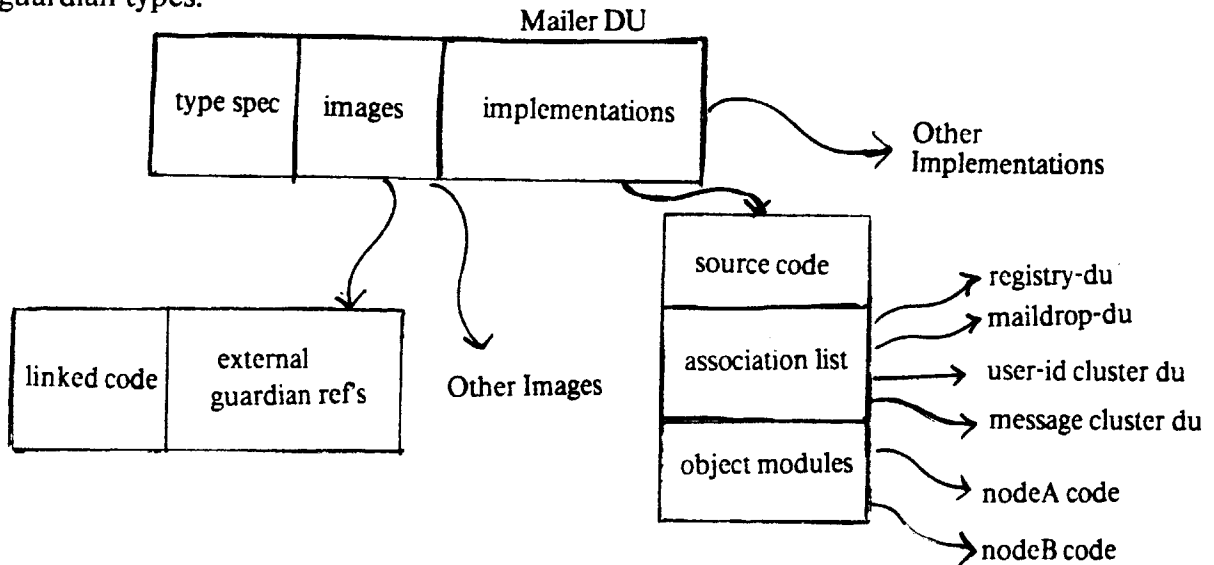 guardian types.
Mailer DU
type spec
images
implementations
Other
Implementations
source code
association list
object modules
registry-du
maildrop-du
user-id cluster du
message cluster du
nodeA code
nodeB code
linked code
external
guardian ref's
Other Images